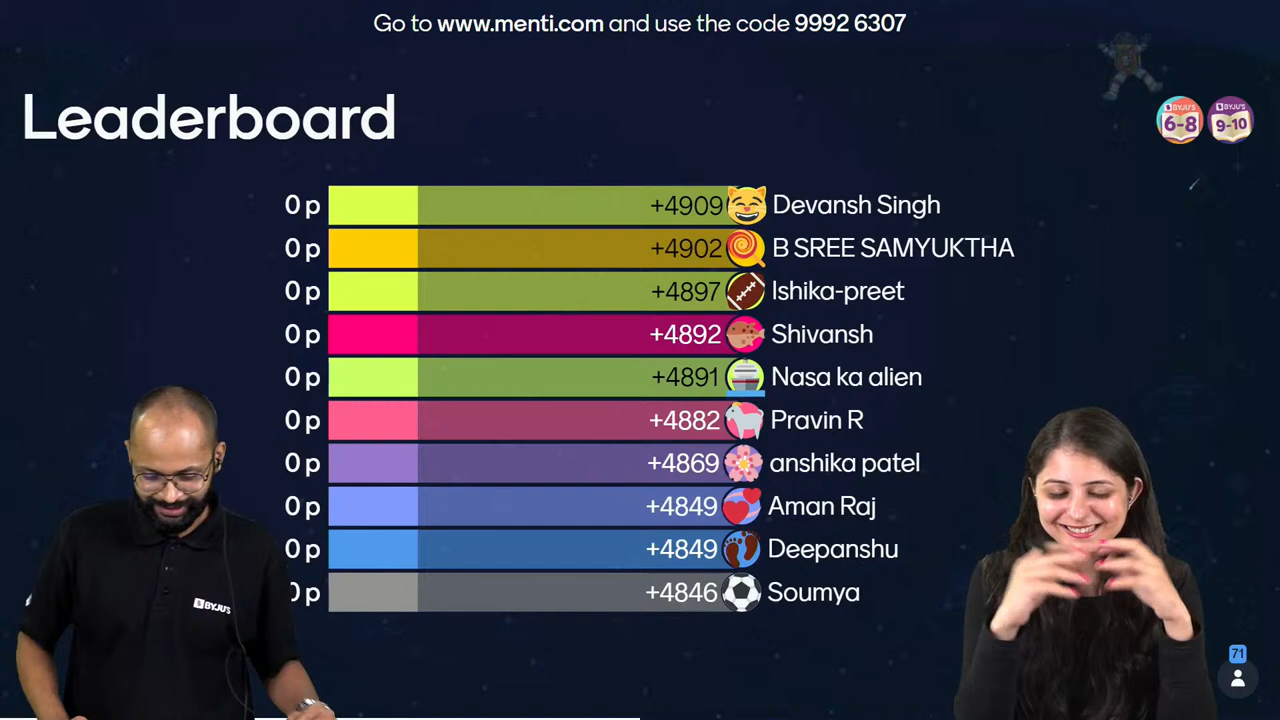 Go to www.menti.com and use the code 9992 6307
Leaderboard
BYJU'S 6-8
BYJU'S 9-10
0 p +4909 Devansh Singh
0 p +4902 B SREE SAMYUKTHA
0 p +4897 Ishika-preet
0 p +4892 Shivansh
0 p +4891 Nasa ka alien
0 p +4882 Pravin R
0 p +4869 anshika patel
0 p +4849 Aman Raj
0 p +4849 Deepanshu
0 p +4846 Soumya
BYJU'S
71